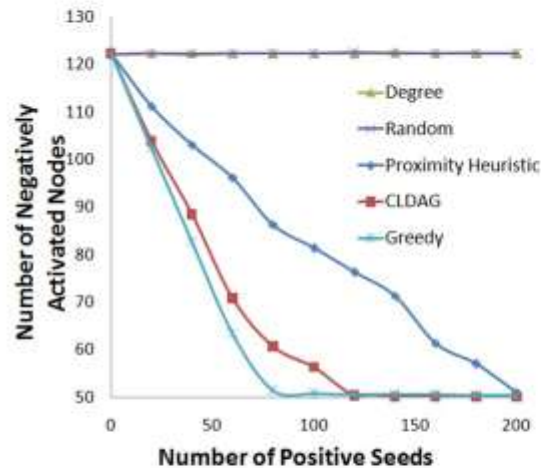 130
120
110
100
90
80
70
60
50
Number of Negatively
Activated Nodes
Degree
Random
Proximity Heuristic
CLDAG
Greedy
0
50
100
150
200
Number of Positive Seeds